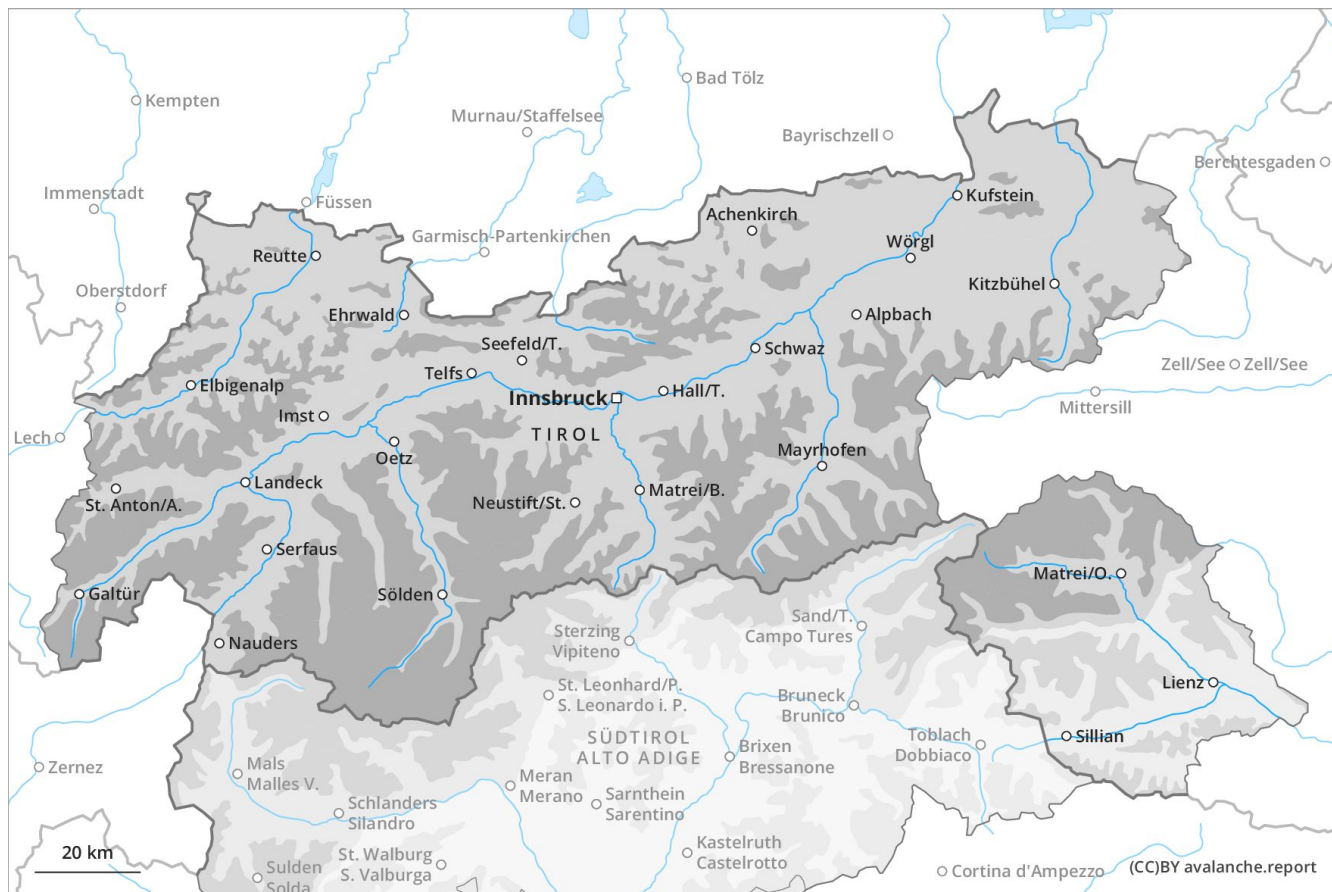 Bad Tölz
Kempten
Murnau/Staffelsee
Bayrischzell
Berchtesgaden
Immenstadt
Füssen
Kufstein
Achenkirch
Garmisch-Partenkirchen
Wörgl
Reutte
Kitzbühel
Oberstdorf
Ehrwald
Alpbach
Seefeld/T.
Schwaz
Zell/See
Zell/See
Telfs
Elbigenalp
Hall/T.
Innsbruck
Mittersill
Imst
Lech
TIROL
Oetz
Mayrhofen
Landeck
Matrei/B.
St. Anton/A.
Neustift/St.
Serfaus
Matrei/O.
Galtür
Sölden
Sand/T.
Campo Tures
Sterzing
Vipiteno
Nauders
Lienz
St. Leonhard/P.
S. Leonardo i. P.
Bruneck
Brunico
SÜDTIROL
ALTO ADIGE
Toblach
Dobbiaco
Sillian
Brixen
Bressanone
Zernez
Mals
Malles V.
Meran
Merano
Schlanders
Silandro
Sarnthein
Sarentino
Kastelruth
Castelrotto
20 km
St. Walburg
S. Valburga
Sulden
Solda
Cortina d'Ampezzo
(CC)BY avalanche.report